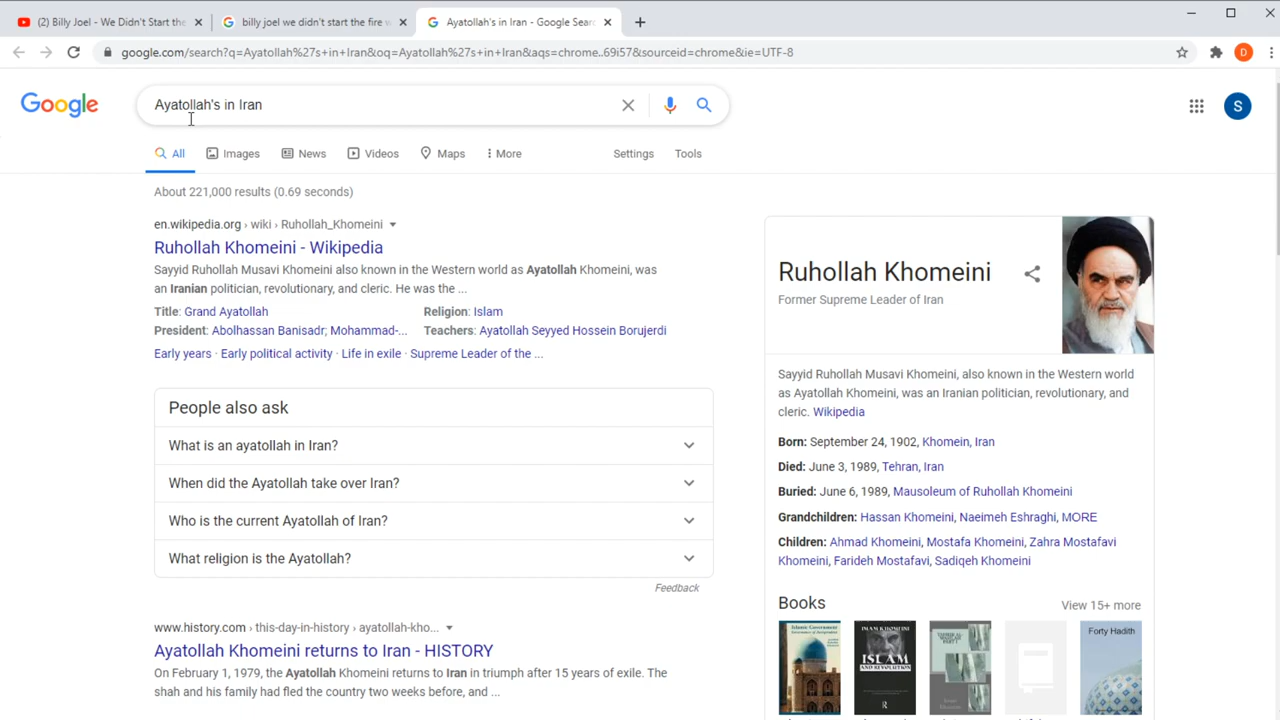 (2) Billy Joel - We Didn't Start the
billy joel we didn't start the fire w
Ayatollah's in Iran - Google Sear
google.com/search?q=Ayatollah%27s+in+Iran&oq=Ayatollah%27s+in+Iran&aqs=chrome..69i57&sourceid=chrome&ie=UTF-8
D
Google
Ayatollah's in Iran
S
All
Images
News
Videos
Maps
More
Settings
Tools
About 221,000 results (0.69 seconds)
en.wikipedia.org › wiki › Ruhollah_Khomeini
Ruhollah Khomeini - Wikipedia
Sayyid Ruhollah Musavi Khomeini also known in the Western world as Ayatollah Khomeini, was
an Iranian politician, revolutionary, and cleric. He was the ...
Title: Grand Ayatollah
Religion: Islam
President: Abolhassan Banisadr; Mohammad-...
Teachers: Ayatollah Seyyed Hossein Borujerdi
Early years · Early political activity · Life in exile · Supreme Leader of the ...
People also ask
What is an ayatollah in Iran?
When did the Ayatollah take over Iran?
Who is the current Ayatollah of Iran?
What religion is the Ayatollah?
Feedback
www.history.com › this-day-in-history › ayatollah-kho...
Ayatollah Khomeini returns to Iran - HISTORY
On February 1, 1979, the Ayatollah Khomeini returns to Iran in triumph after 15 years of exile. The
shah and his family had fled the country two weeks before, and ...
Ruhollah Khomeini
Former Supreme Leader of Iran
Sayyid Ruhollah Musavi Khomeini, also known in the Western world
as Ayatollah Khomeini, was an Iranian politician, revolutionary, and
cleric. Wikipedia
Born: September 24, 1902, Khomein, Iran
Died: June 3, 1989, Tehran, Iran
Buried: June 6, 1989, Mausoleum of Ruhollah Khomeini
Grandchildren: Hassan Khomeini, Naeimeh Eshraghi, MORE
Children: Ahmad Khomeini, Mostafa Khomeini, Zahra Mostafavi
Khomeini, Farideh Mostafavi, Sadiqeh Khomeini
Books
View 15+ more
ISLAM
AND REVOLUTION
Forty Hadith